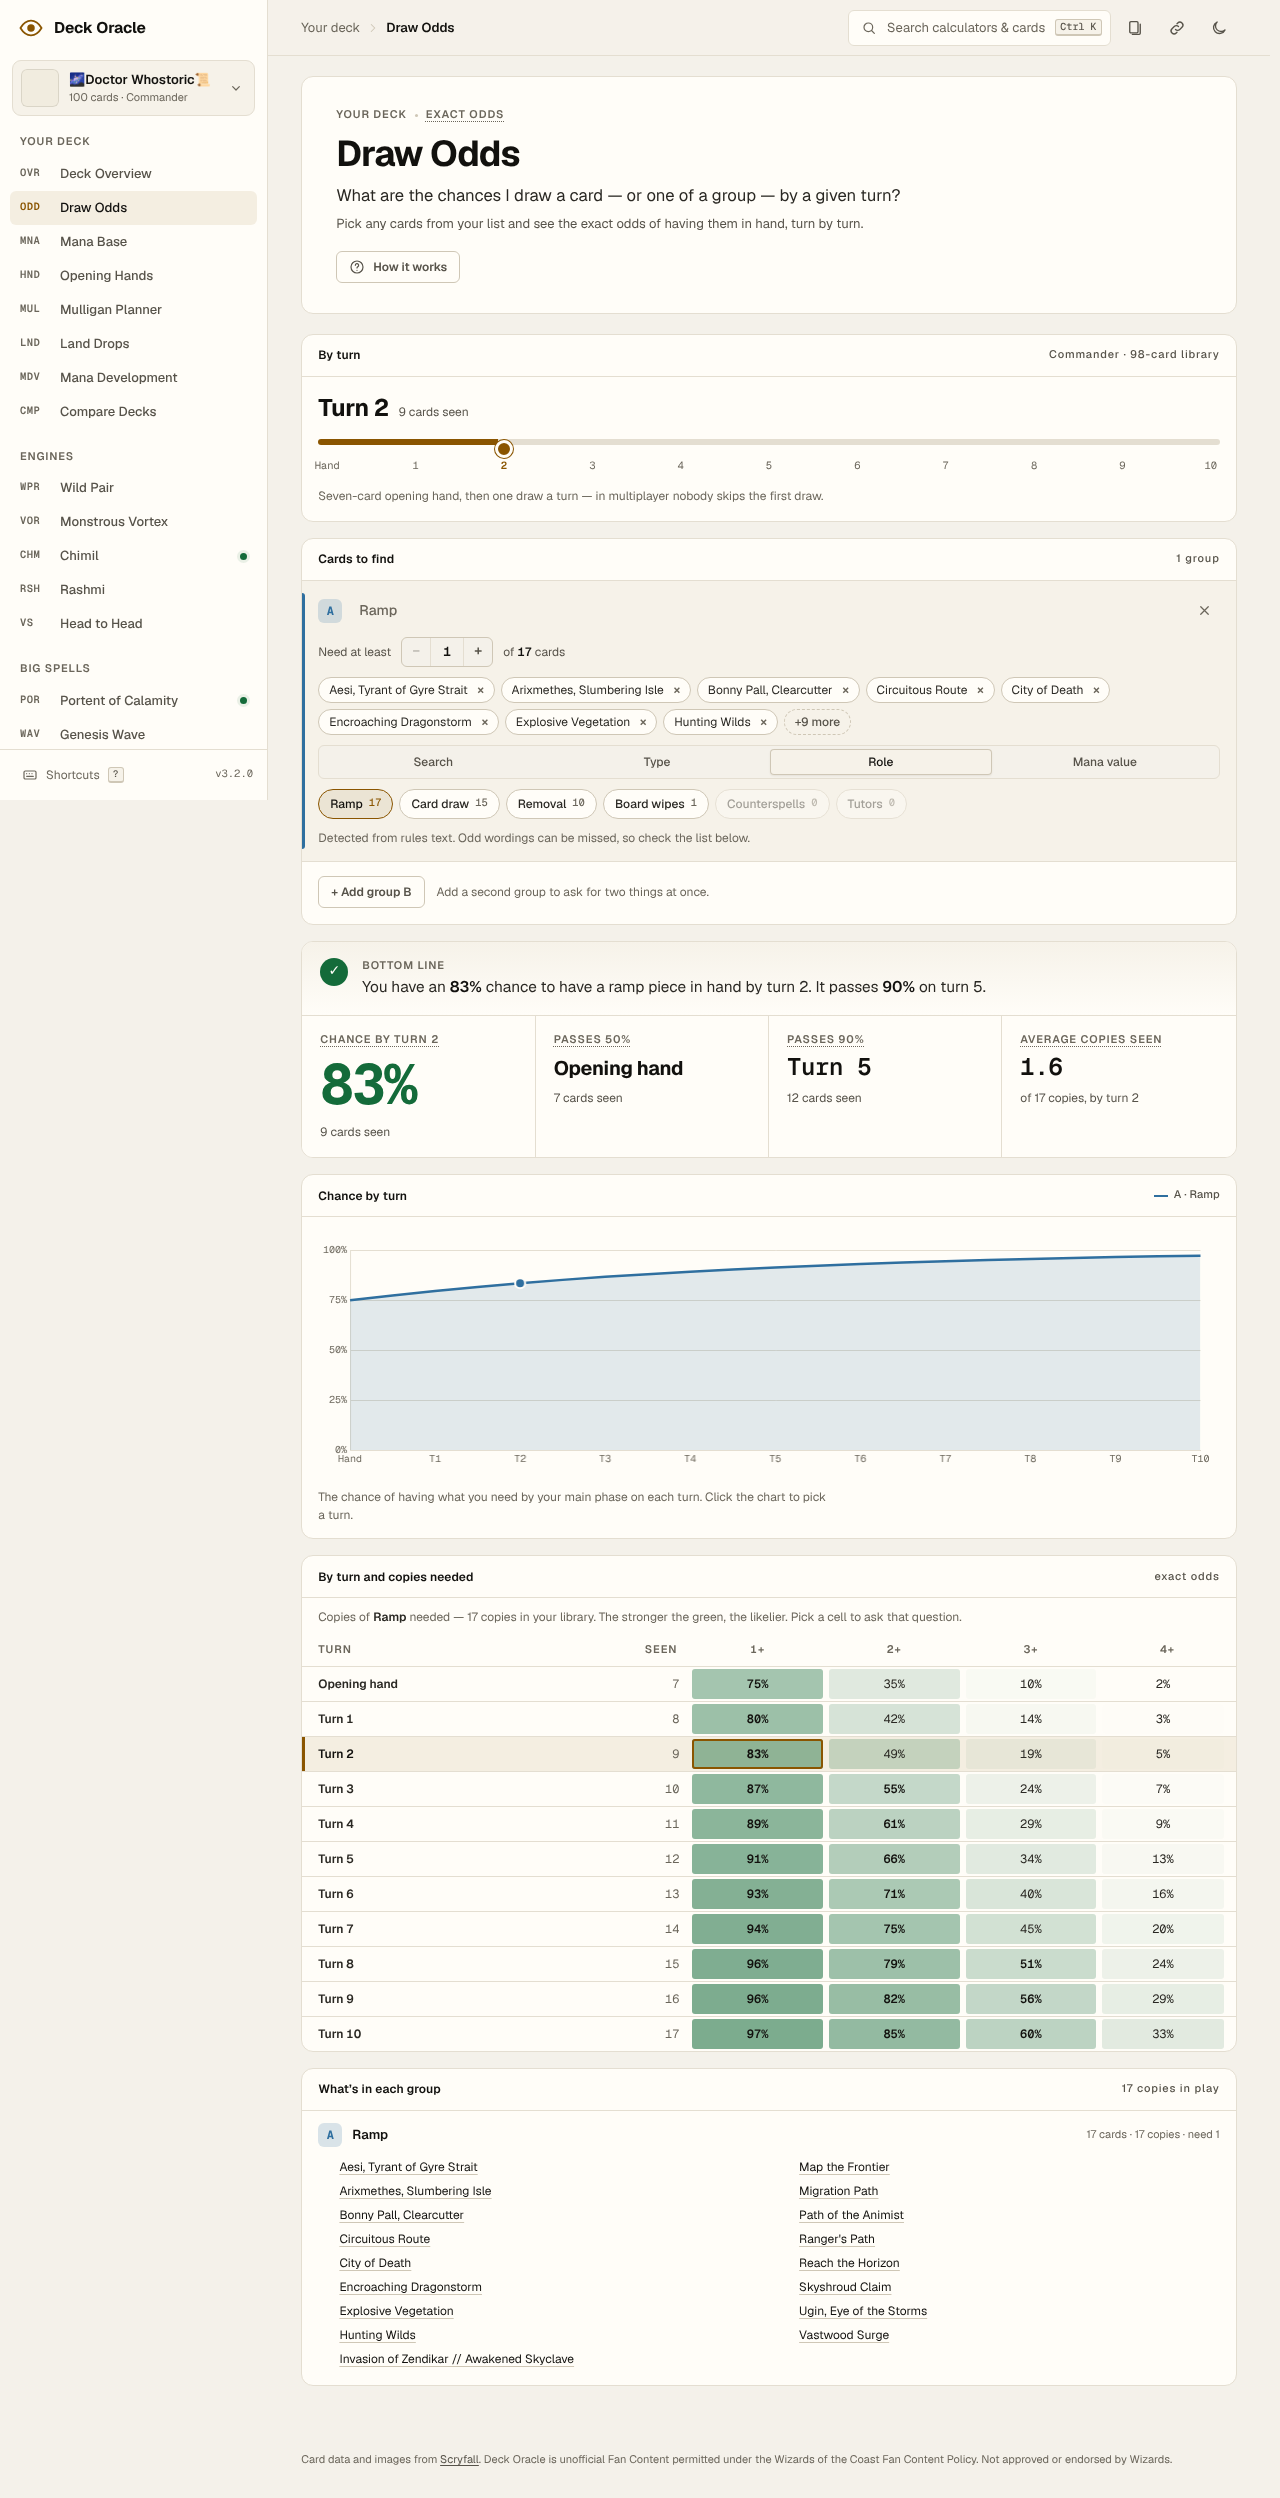 Deck Oracle
🌌Doctor Whostoric📜
100 cards · Commander
YOUR DECK
OVR Deck Overview
ODD Draw Odds
MNA Mana Base
HND Opening Hands
MUL Mulligan Planner
LND Land Drops
MDV Mana Development
CMP Compare Decks
ENGINES
WPR Wild Pair
VOR Monstrous Vortex
CHM Chimil
RSH Rashmi
VS Head to Head
BIG SPELLS
POR Portent of Calamity
WAV Genesis Wave
Shortcuts ? v3.2.0
Your deck > Draw Odds
Search calculators & cards Ctrl K
YOUR DECK • EXACT ODDS
Draw Odds
What are the chances I draw a card — or one of a group — by a given turn?
Pick any cards from your list and see the exact odds of having them in hand, turn by turn.
How it works
By turn Commander · 98-card library
Turn 2 9 cards seen
Hand 1 2 3 4 5 6 7 8 9 10
Seven-card opening hand, then one draw a turn — in multiplayer nobody skips the first draw.
Cards to find 1 group
A Ramp ×
Need at least − 1 + of 17 cards
Aesi, Tyrant of Gyre Strait × Arixmethes, Slumbering Isle × Bonny Pall, Clearcutter × Circuitous Route × City of Death ×
Encroaching Dragonstorm × Explosive Vegetation × Hunting Wilds × +9 more
Search Type Role Mana value
Ramp 17 Card draw 15 Removal 10 Board wipes 1 Counterspells 0 Tutors 0
Detected from rules text. Odd wordings can be missed, so check the list below.
+ Add group B Add a second group to ask for two things at once.
✓ BOTTOM LINE
You have an 83% chance to have a ramp piece in hand by turn 2. It passes 90% on turn 5.
CHANCE BY TURN 2 PASSES 50% PASSES 90% AVERAGE COPIES SEEN
83% Opening hand Turn 5 1.6
9 cards seen 7 cards seen 12 cards seen of 17 copies, by turn 2
Chance by turn A · Ramp
100%
75%
50%
25%
0%
Hand T1 T2 T3 T4 T5 T6 T7 T8 T9 T10
The chance of having what you need by your main phase on each turn. Click the chart to pick
a turn.
By turn and copies needed exact odds
Copies of Ramp needed — 17 copies in your library. The stronger the green, the likelier. Pick a cell to ask that question.
TURN SEEN 1+ 2+ 3+ 4+
Opening hand 7 75% 35% 10% 2%
Turn 1 8 80% 42% 14% 3%
Turn 2 9 83% 49% 19% 5%
Turn 3 10 87% 55% 24% 7%
Turn 4 11 89% 61% 29% 9%
Turn 5 12 91% 66% 34% 13%
Turn 6 13 93% 71% 40% 16%
Turn 7 14 94% 75% 45% 20%
Turn 8 15 96% 79% 51% 24%
Turn 9 16 96% 82% 56% 29%
Turn 10 17 97% 85% 60% 33%
What's in each group 17 copies in play
A Ramp 17 cards · 17 copies · need 1
Aesi, Tyrant of Gyre Strait Map the Frontier
Arixmethes, Slumbering Isle Migration Path
Bonny Pall, Clearcutter Path of the Animist
Circuitous Route Ranger's Path
City of Death Reach the Horizon
Encroaching Dragonstorm Skyshroud Claim
Explosive Vegetation Ugin, Eye of the Storms
Hunting Wilds Vastwood Surge
Invasion of Zendikar // Awakened Skyclave
Card data and images from Scryfall. Deck Oracle is unofficial Fan Content permitted under the Wizards of the Coast Fan Content Policy. Not approved or endorsed by Wizards.